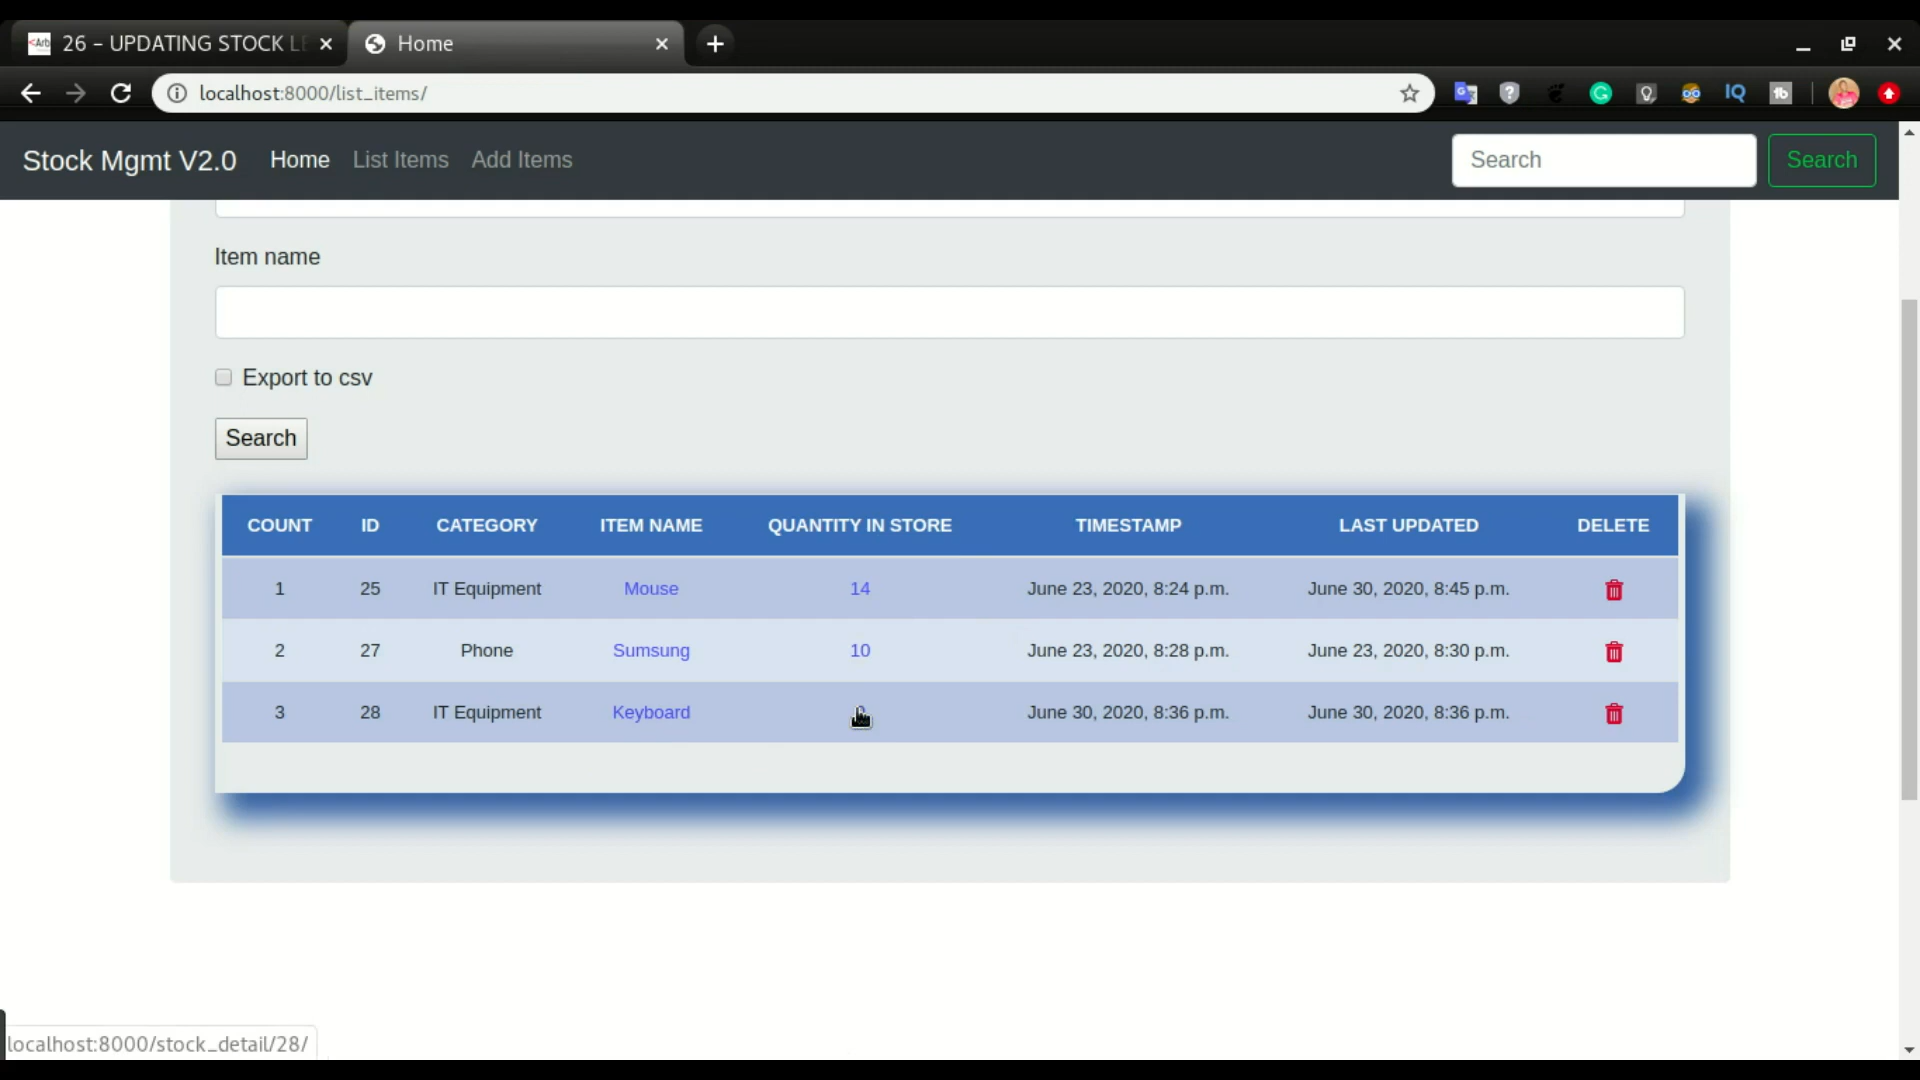 26 – UPDATING STOCK
Home
localhost:8000/list_items/
IQ
Stock Mgmt V2.0
Home
List Items
Add Items
Search
Search
Item name
Export to csv
Search
COUNT ID CATEGORY ITEM NAME QUANTITY IN STORE TIMESTAMP LAST UPDATED DELETE
1 25 IT Equipment Mouse 14 June 23, 2020, 8:24 p.m. June 30, 2020, 8:45 p.m.
2 27 Phone Sumsung 10 June 23, 2020, 8:28 p.m. June 23, 2020, 8:30 p.m.
3 28 IT Equipment Keyboard June 30, 2020, 8:36 p.m. June 30, 2020, 8:36 p.m.
localhost:8000/stock_detail/28/